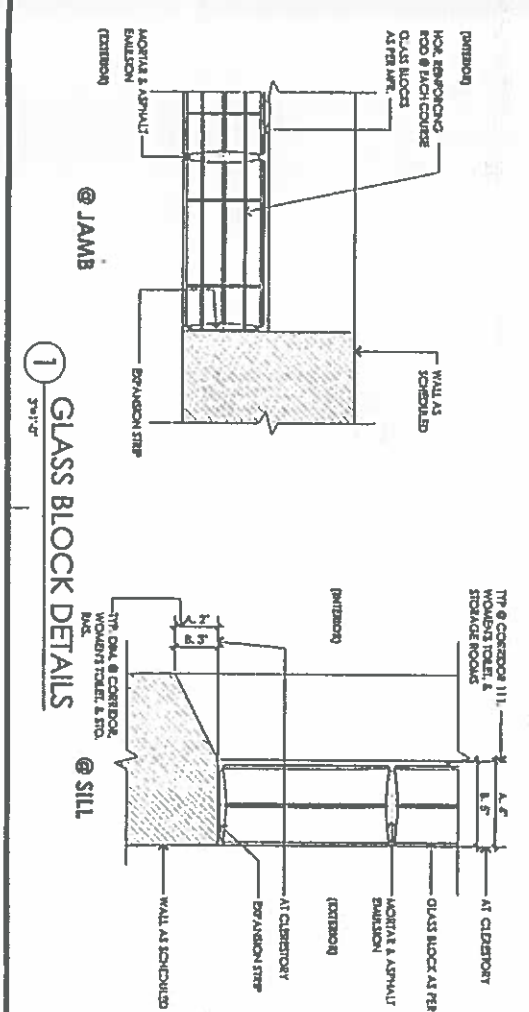 (INTERIOR)
HOR. REINFORCING
ROD @ EACH COURSE
GLASS BLOCKS
AS PER MFR.
MORTAR & ASPHALT
EMULSION
(EXTERIOR)
WALL AS
SCHEDULED
EXPANSION STRIP
@ JAMB
1
GLASS BLOCK DETAILS
3"=1'-0"
TYP @ CORRIDOR 111,
WOMEN'S TOILET, &
STORAGE ROOMS
(INTERIOR)
B. 5"
AT CLERESTORY
GLASS BLOCK AS PER
MORTAR & ASPHALT
EMULSION
(EXTERIOR)
AT CLERESTORY
EXPANSION STRIP
WALL AS SCHEDULED
B. 3"
TYP. DIM. @ CORRIDOR,
WOMEN'S TOILET, & STO.
RMS.
@ SILL